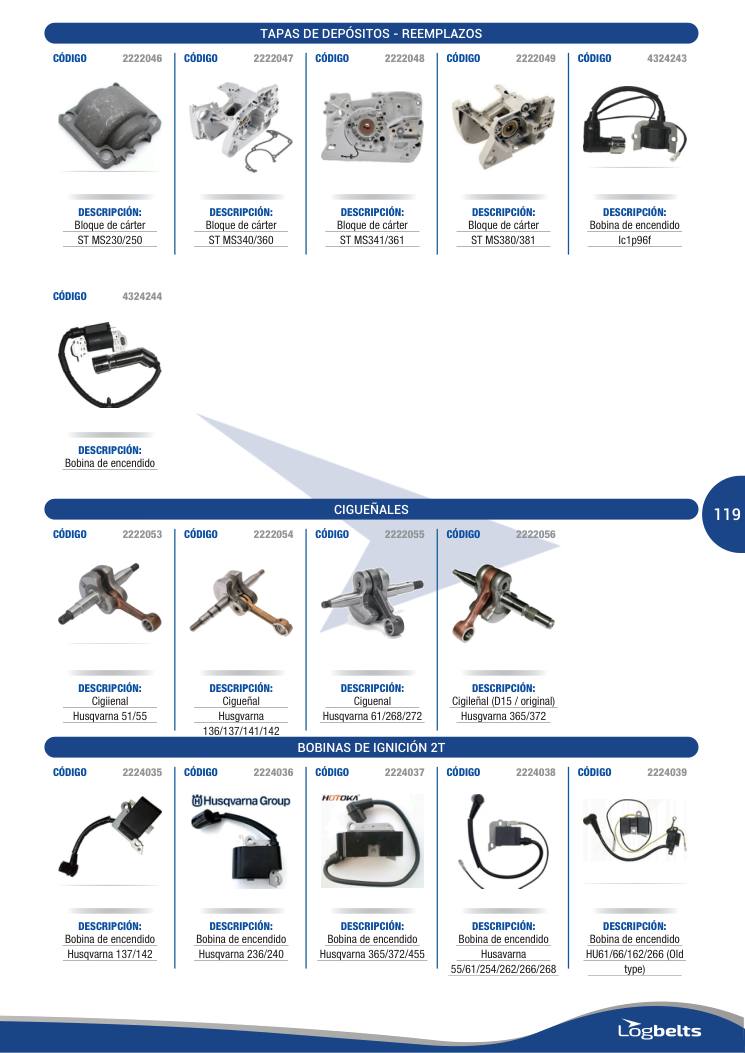 TAPAS DE DEPÓSITOS - REEMPLAZOS
CÓDIGO 2222046
DESCRIPCIÓN:
Bloque de cárter
ST MS230/250
CÓDIGO 2222047
DESCRIPCIÓN:
Bloque de cárter
ST MS340/360
CÓDIGO 2222048
DESCRIPCIÓN:
Bloque de cárter
ST MS341/361
CÓDIGO 2222049
DESCRIPCIÓN:
Bloque de cárter
ST MS380/381
CÓDIGO 4324243
DESCRIPCIÓN:
Bobina de encendido
lc1p96f
CÓDIGO 4324244
DESCRIPCIÓN:
Bobina de encendido
119
CIGUEÑALES
CÓDIGO 2222053
DESCRIPCIÓN:
Cigiienal
Husqvarna 51/55
CÓDIGO 2222054
DESCRIPCIÓN:
Cigueñal
Husgvarna
136/137/141/142
CÓDIGO 2222055
DESCRIPCIÓN:
Ciguenal
Husqvarna 61/268/272
CÓDIGO 2222056
DESCRIPCIÓN:
Cigileñal (D15 / original)
Husgvarna 365/372
BOBINAS DE IGNICIÓN 2T
CÓDIGO 2224035
DESCRIPCIÓN:
Bobina de encendido
Husqvarna 137/142
CÓDIGO 2224036
Husqvarna Group
DESCRIPCIÓN:
Bobina de encendido
Husqvarna 236/240
CÓDIGO 2224037
HUTOKA
DESCRIPCIÓN:
Bobina de encendido
Husqvarna 365/372/455
CÓDIGO 2224038
DESCRIPCIÓN:
Bobina de encendido
Husavarna
55/61/254/262/266/268
CÓDIGO 2224039
DESCRIPCIÓN:
Bobina de encendido
HU61/66/162/266 (Old
type)
Logbelts